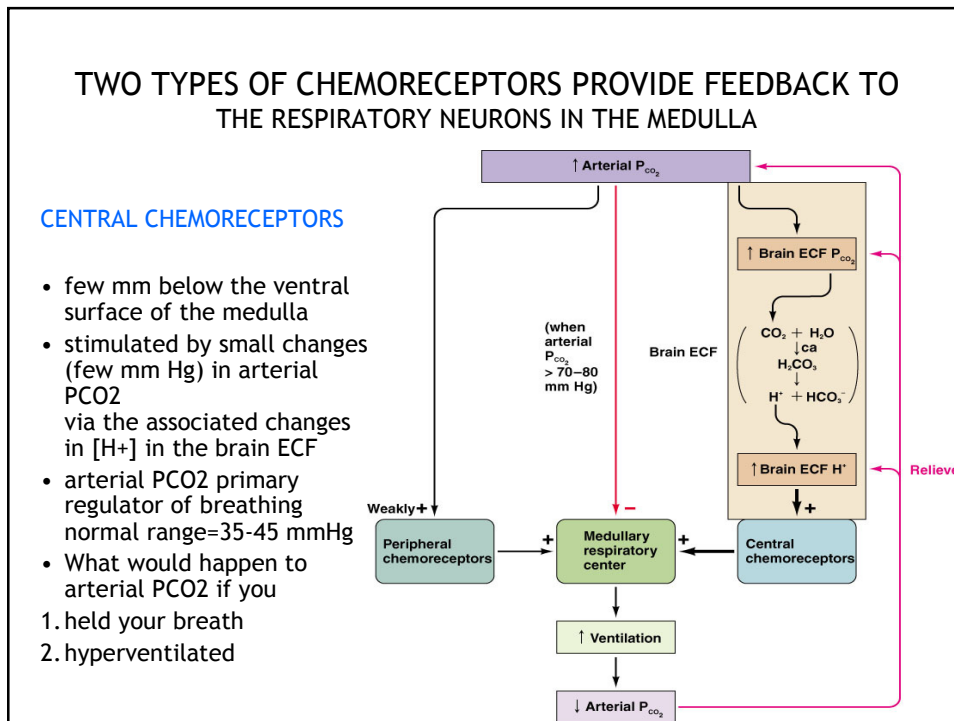 TWO TYPES OF CHEMORECEPTORS PROVIDE FEEDBACK TO
THE RESPIRATORY NEURONS IN THE MEDULLA
CENTRAL CHEMORECEPTORS
• few mm below the ventral
surface of the medulla
• stimulated by small changes
(few mm Hg) in arterial
PCO2
via the associated changes
in [H+] in the brain ECF
• arterial PCO2 primary
regulator of breathing
normal range=35-45 mmHg
• What would happen to
arterial PCO2 if you
1. held your breath
2. hyperventilated
↑ Arterial P_CO₂
↑ Brain ECF P_CO₂
(when
arterial
P_CO₂
> 70–80
mm Hg)
Brain ECF
CO₂ + H₂O
↓ ca
H₂CO₃
↓
H⁺ + HCO₃⁻
↑ Brain ECF H⁺
Relieve
Weakly +
−
+
Peripheral
chemoreceptors
+
Medullary
respiratory
center
+
Central
chemoreceptors
↑ Ventilation
↓ Arterial P_CO₂